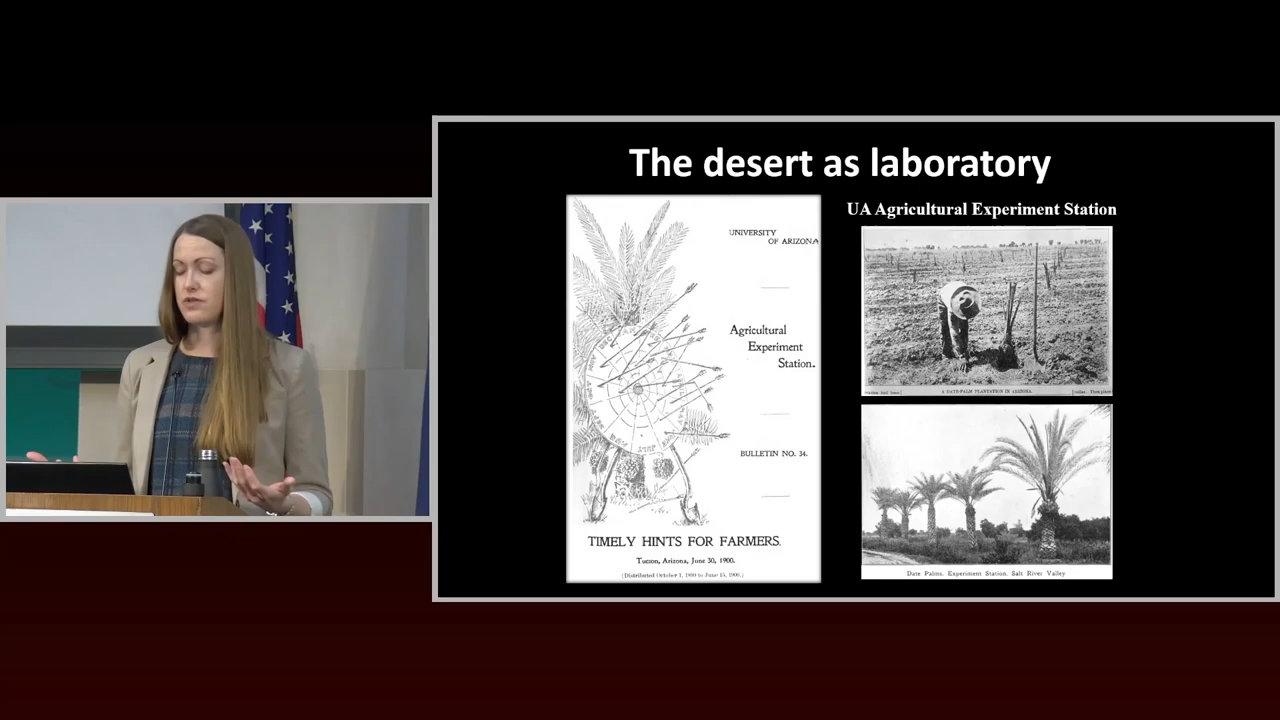 The desert as laboratory
UNIVERSITY
OF ARIZONA
Agricultural
Experiment
Station.
BULLETIN NO. 34.
TIMELY HINTS FOR FARMERS.
Tucson, Arizona, June 30, 1900.
UA Agricultural Experiment Station
A DATE-PALM PLANTATION IN ARIZONA.
Date Palms, Experiment Station, Salt River Valley